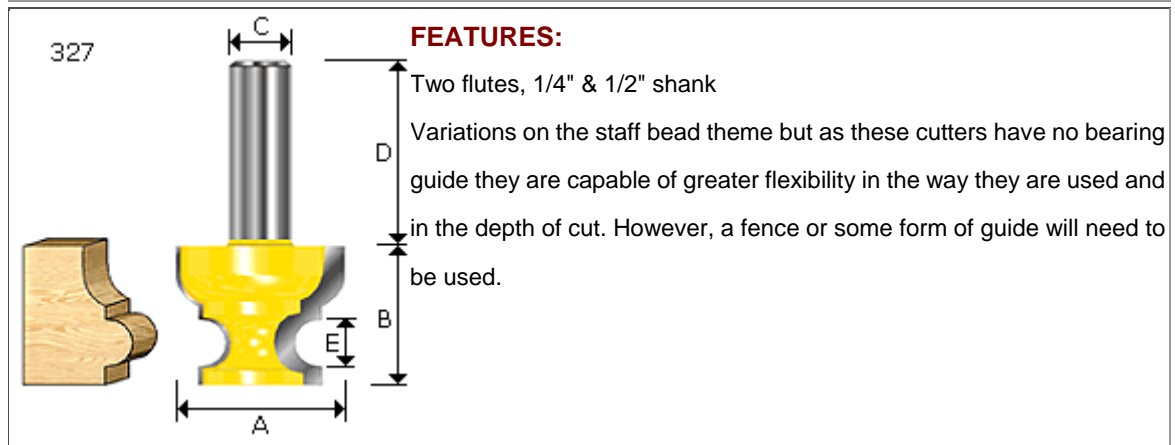 327
C
D
B
E
A
FEATURES:
Two flutes, 1/4" & 1/2" shank
Variations on the staff bead theme but as these cutters have no bearing
guide they are capable of greater flexibility in the way they are used and
in the depth of cut. However, a fence or some form of guide will need to
be used.